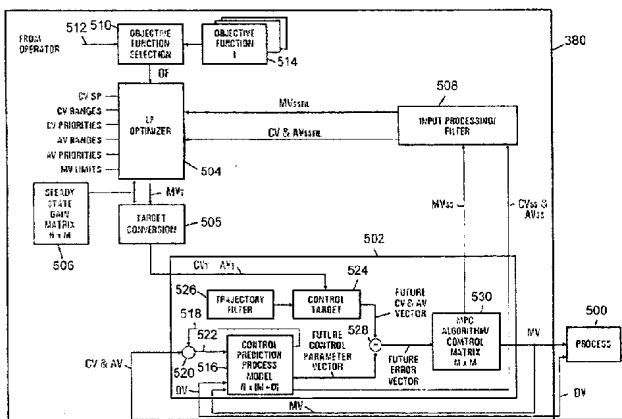 FROM
OPERATOR
512
510
OBJECTIVE
FUNCTION
SELECTION
OBJECTIVE
FUNCTION
1
514
380
OF
CV SP
CV RANGES
CV PRIORITIES
AV RANGES
AV PRIORITIES
MV LIMITS
LP
OPTIMIZER
504
MVSSFIL
CV & AVSSFIL
508
INPUT PROCESSING/
FILTER
STEADY
STATE
GAIN
MATRIX
N × M
506
MVT
TARGET
CONVERSION
505
MVSS
CVSS &
AVSS
502
CVT
AVT
524
526
TRAJECTORY
FILTER
CONTROL
TARGET
FUTURE
CV & AV
VECTOR
530
528
MPC
ALGORITHM/
CONTROL
MATRIX
M × M
MV
500
PROCESS
518
522
520
516
CONTROL
PREDICTION
PROCESS
MODEL
FUTURE
CONTROL
PARAMETER
VECTOR
FUTURE
ERROR
VECTOR
CV & AV
DV
MV
DV